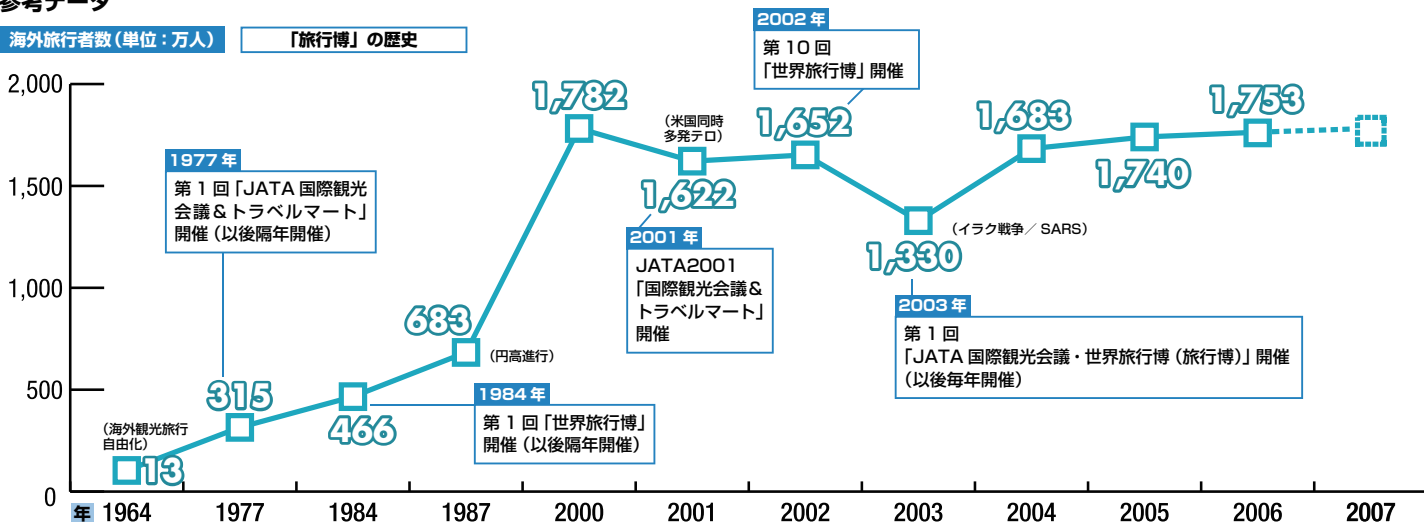 参考データ
海外旅行者数(単位:万人)
「旅行博」の歴史
2,000
1,500
1,000
500
0
(海外観光旅行
自由化)
13
1977年
第1回「JATA 国際観光
会議&トラベルマート」
開催(以後隔年開催)
315
466
1984年
第1回「世界旅行博」
開催(以後隔年開催)
683
(円高進行)
1,782
(米国同時
多発テロ)
1,622
2001年
JATA2001
「国際観光会議&
トラベルマート」
開催
2002年
第10回
「世界旅行博」開催
1,652
1,330
(イラク戦争/ SARS)
2003年
第1回
「JATA 国際観光会議・世界旅行博(旅行博)」開催
(以後毎年開催)
1,683
1,740
1,753
年 1964 1977 1984 1987 2000 2001 2002 2003 2004 2005 2006 2007